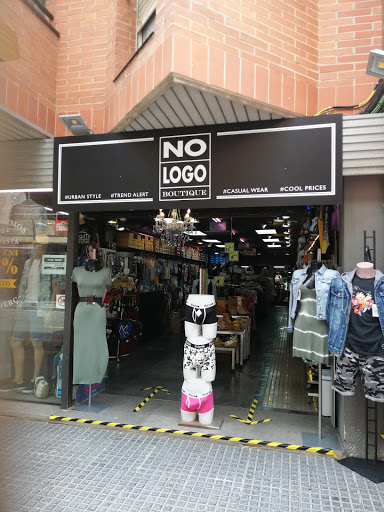 NO
LOGO
BOUTIQUE
#URBAN STYLE
#TREND ALERT
#CASUAL WEAR
#COOL PRICES
%